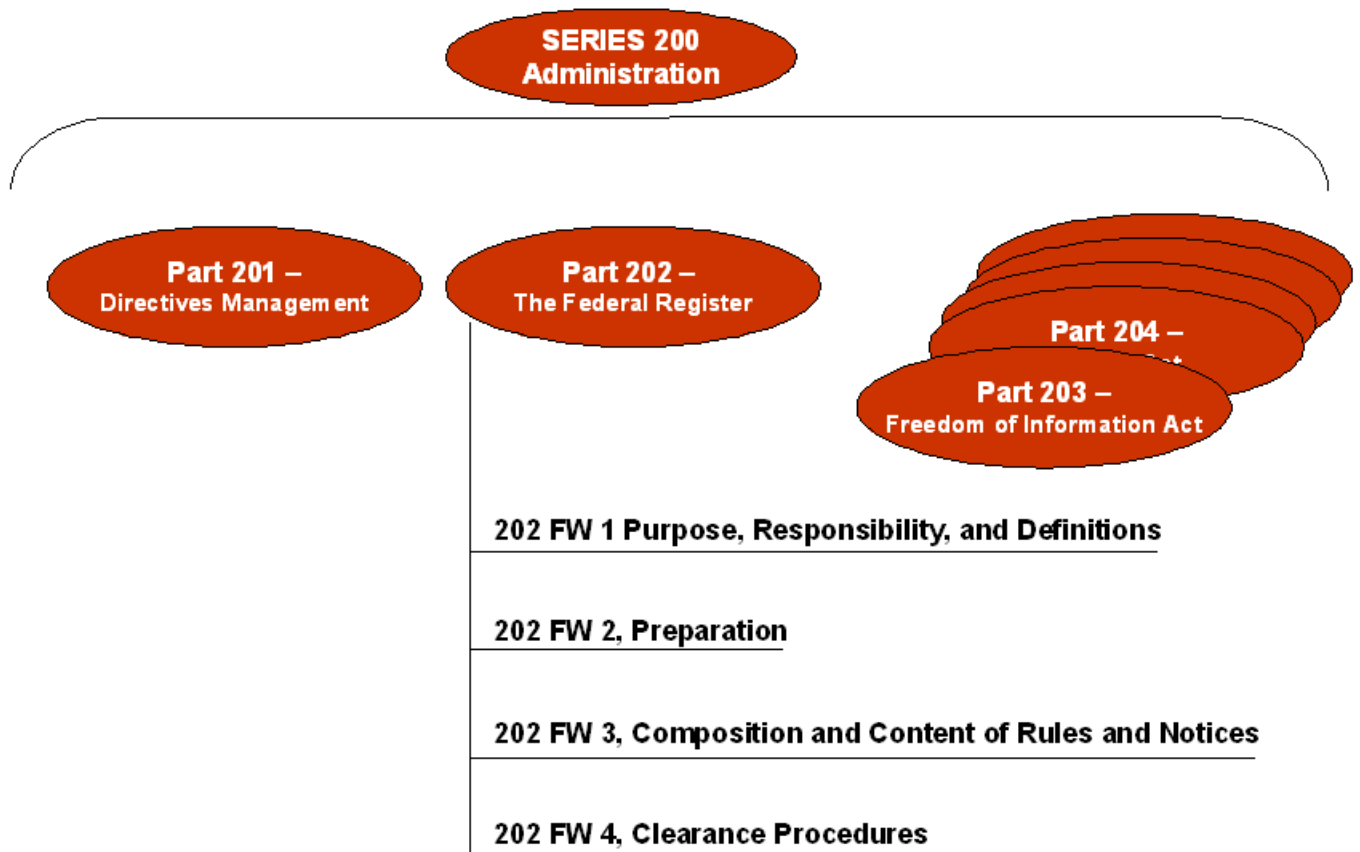 SERIES 200
Administration
Part 201 –
Directives Management
Part 202 –
The Federal Register
Part 204 –
Part 203 –
Freedom of Information Act
202 FW 1 Purpose, Responsibility, and Definitions
202 FW 2, Preparation
202 FW 3, Composition and Content of Rules and Notices
202 FW 4, Clearance Procedures